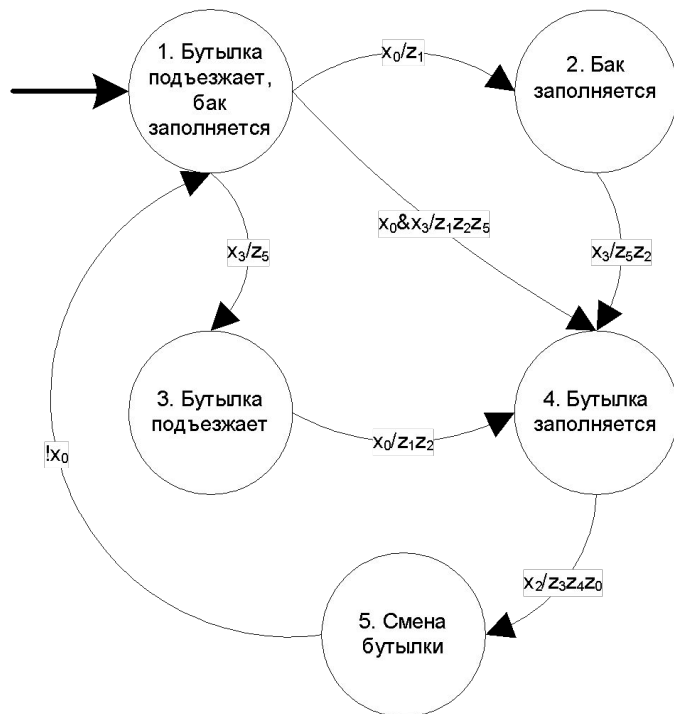 1. Бутылка
подъезжает,
бак
заполняется
x₀/z₁
2. Бак
заполняется
x₀&x₃/z₁z₂z₅
x₃/z₅
x₃/z₅z₂
3. Бутылка
подъезжает
4. Бутылка
заполняется
x₀/z₁z₂
!x₀
x₂/z₃z₄z₀
5. Смена
бутылки